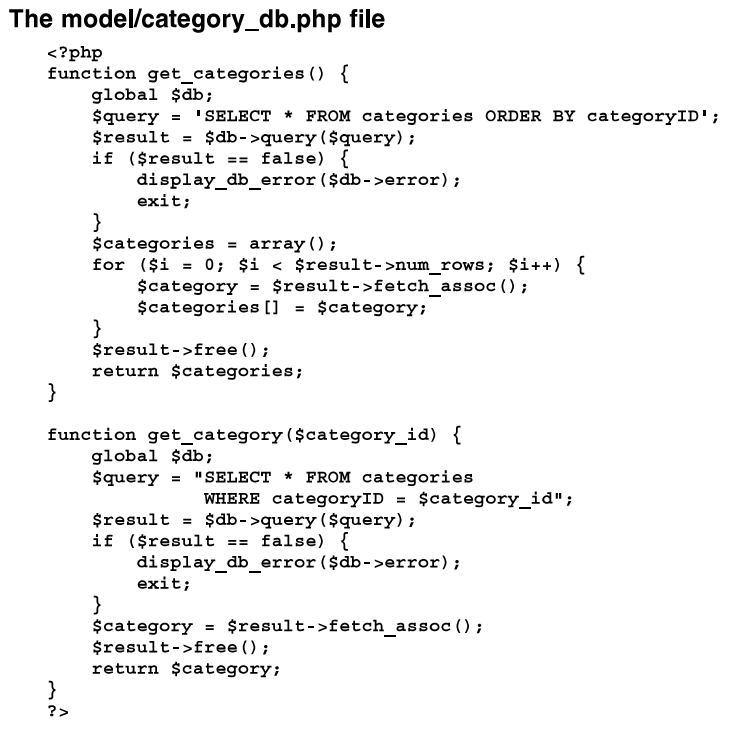 The model/category_db.php file
<?php
function get_categories() {
    global $db;
    $query = 'SELECT * FROM categories ORDER BY categoryID';
    $result = $db->query($query);
    if ($result == false) {
        display_db_error($db->error);
        exit;
    }
    $categories = array();
    for ($i = 0; $i < $result->num_rows; $i++) {
        $category = $result->fetch_assoc();
        $categories[] = $category;
    }
    $result->free();
    return $categories;
}

function get_category($category_id) {
    global $db;
    $query = "SELECT * FROM categories
              WHERE categoryID = $category_id";
    $result = $db->query($query);
    if ($result == false) {
        display_db_error($db->error);
        exit;
    }
    $category = $result->fetch_assoc();
    $result->free();
    return $category;
}
?>